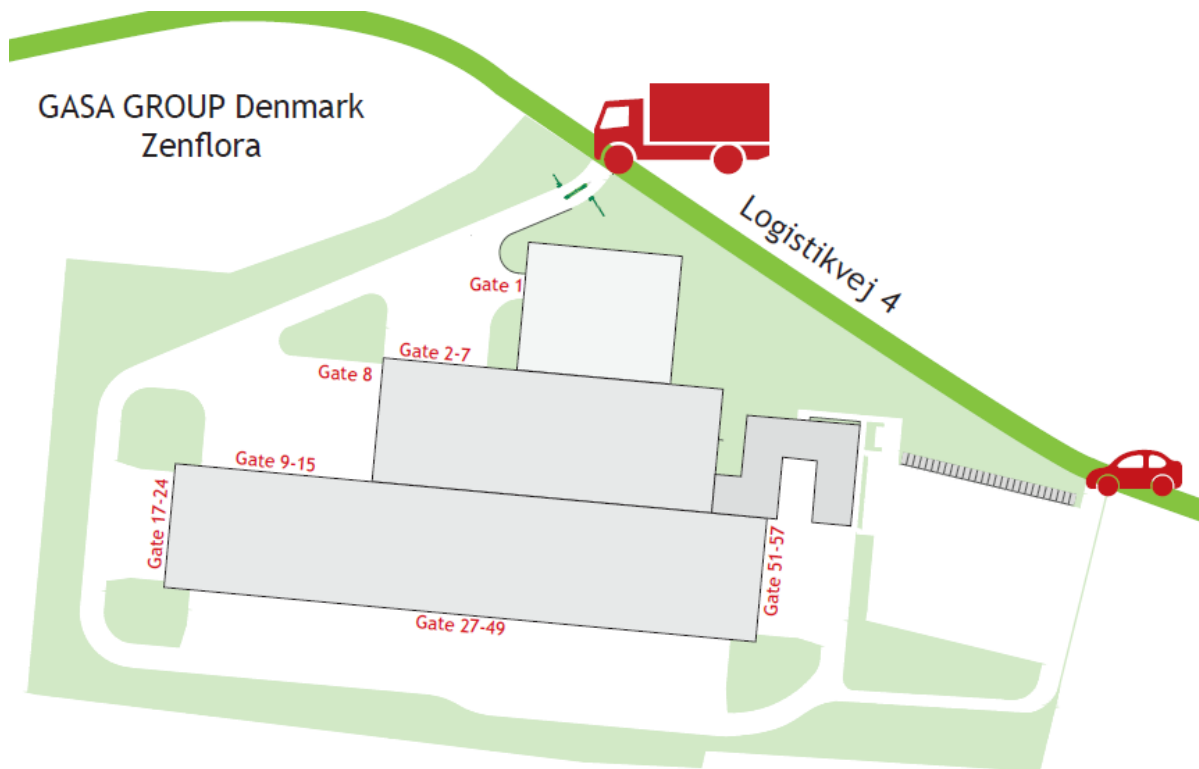 GASA GROUP Denmark
Zenflora
Logistikvej 4
Gate 1
Gate 2-7
Gate 8
Gate 9-15
Gate 17-24
Gate 51-57
Gate 27-49